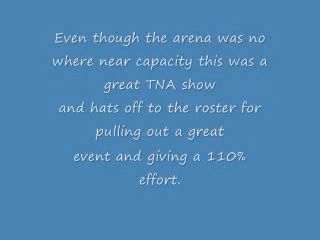 Even though the arena was no
where near capacity this was a
great TNA show
and hats off to the roster for
pulling out a great
event and giving a 110%
effort.